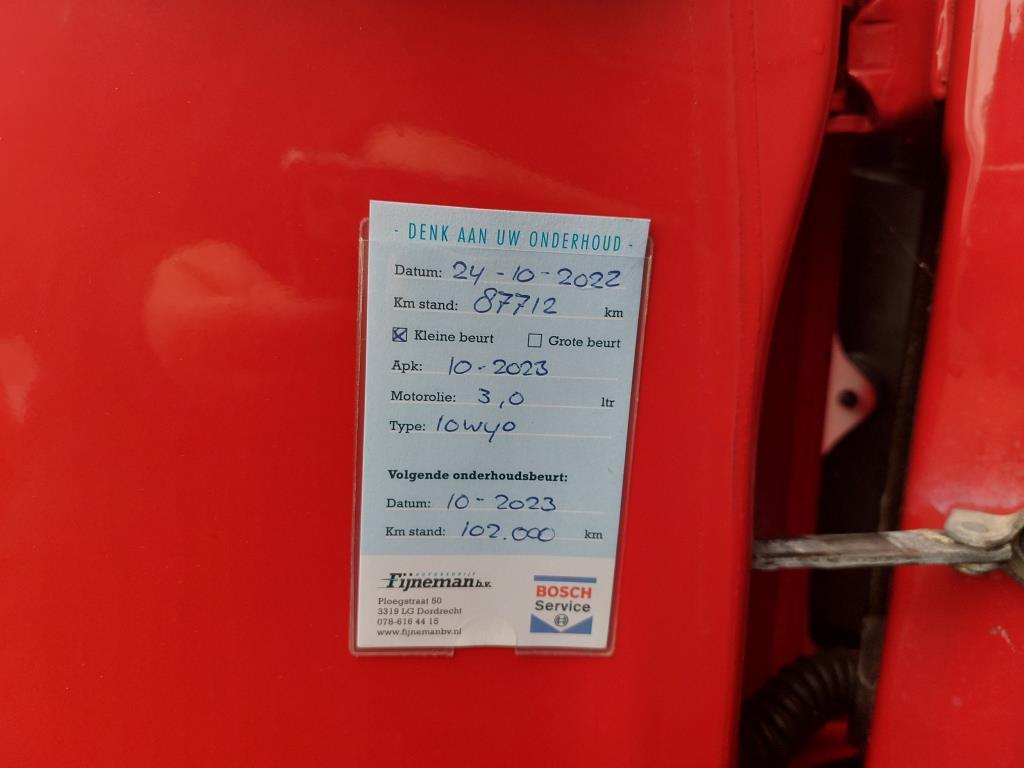 - DENK AAN UW ONDERHOUD -
Datum: 24-10-2022
Km stand: 87712 km
Kleine beurt Grote beurt
Apk: 10-2023
Motorolie: 3,0 ltr
Type: 10W40
Volgende onderhoudsbeurt:
Datum: 10-2023
Km stand: 102.000 km
AUTOBEDRIJF
Fijneman b.v.
Ploegstraat 50
3319 LG Dordrecht
078-616 44 15
www.fijnemanbv.nl
BOSCH
Service